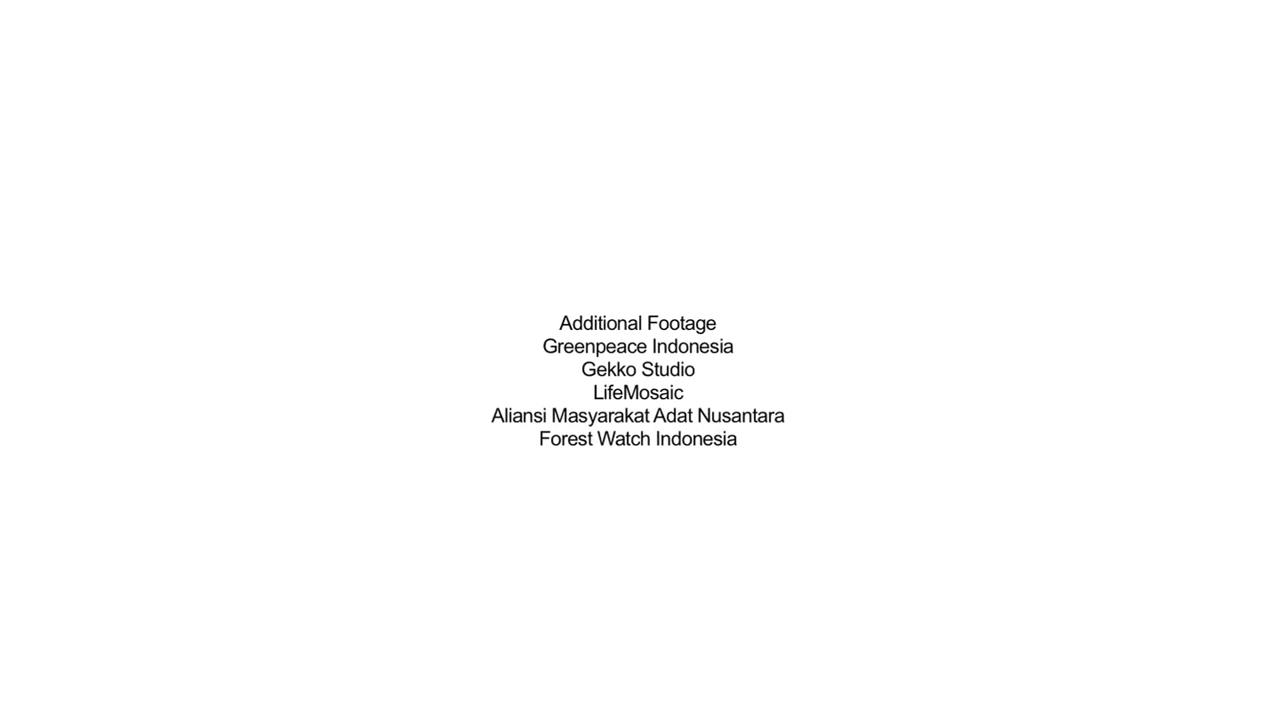 Additional Footage
Greenpeace Indonesia
Gekko Studio
LifeMosaic
Aliansi Masyarakat Adat Nusantara
Forest Watch Indonesia